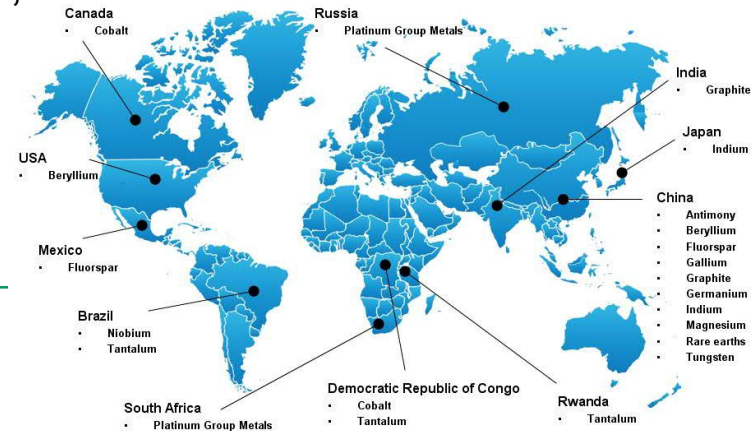 Canada
▪ Cobalt
Russia
▪ Platinum Group Metals
India
▪ Graphite
Japan
▪ Indium
USA
▪ Beryllium
China
▪ Antimony
▪ Beryllium
▪ Fluorspar
▪ Gallium
▪ Graphite
▪ Germanium
▪ Indium
▪ Magnesium
▪ Rare earths
▪ Tungsten
Mexico
▪ Fluorspar
Brazil
▪ Niobium
▪ Tantalum
Democratic Republic of Congo
▪ Cobalt
▪ Tantalum
Rwanda
▪ Tantalum
South Africa
▪ Platinum Group Metals